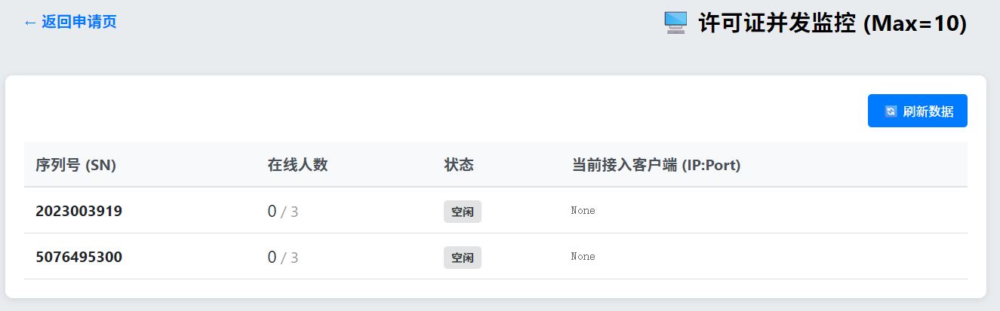 ← 返回申请页
许可证并发监控 (Max=10)
刷新数据
序列号 (SN) 在线人数 状态 当前接入客户端 (IP:Port)
2023003919 0 / 3 空闲 None
5076495300 0 / 3 空闲 None